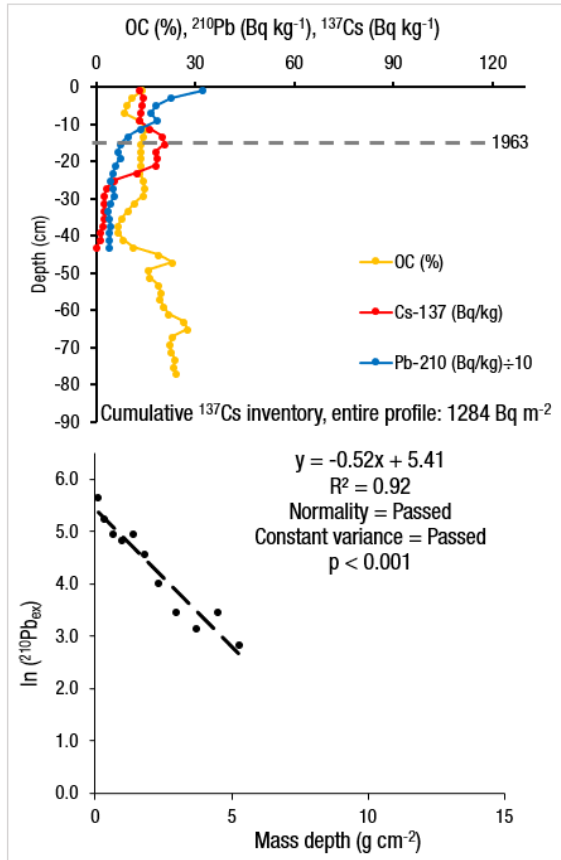 OC (%), ²¹⁰Pb (Bq kg⁻¹), ¹³⁷Cs (Bq kg⁻¹)
0 30 60 90 120
0
-10
1963
-20
-30
-40
-50
-60
-70
-80
-90
Depth (cm)
OC (%)
Cs-137 (Bq/kg)
Pb-210 (Bq/kg)÷10
Cumulative ¹³⁷Cs inventory, entire profile: 1284 Bq m⁻²
y = -0.52x + 5.41
R² = 0.92
Normality = Passed
Constant variance = Passed
p < 0.001
6.0
5.0
4.0
3.0
2.0
1.0
0.0
ln (²¹⁰Pbₑₓ)
0 5 10 15
Mass depth (g cm⁻²)